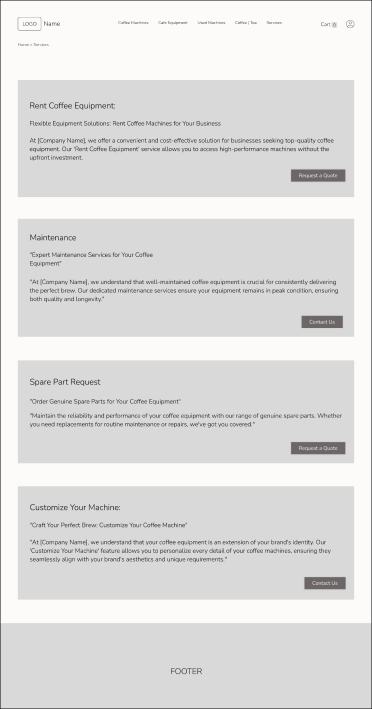 LOGO Name Coffee Machines Cafe Equipment Used Machines Coffee | Tea Services Cart
Home > Services
Rent Coffee Equipment:
Flexible Equipment Solutions: Rent Coffee Machines for Your Business
At [Company Name], we offer a convenient and cost-effective solution for businesses seeking top-quality coffee
equipment. Our 'Rent Coffee Equipment' service allows you to access high-performance machines without the
upfront investment.
Request a Quote
Maintenance
"Expert Maintenance Services for Your Coffee
Equipment"
"At [Company Name], we understand that well-maintained coffee equipment is crucial for consistently delivering
the perfect brew. Our dedicated maintenance services ensure your equipment remains in peak condition, ensuring
both quality and longevity."
Contact Us
Spare Part Request
"Order Genuine Spare Parts for Your Coffee Equipment"
"Maintain the reliability and performance of your coffee equipment with our range of genuine spare parts. Whether
you need replacements for routine maintenance or repairs, we've got you covered."
Request a Quote
Customize Your Machine:
"Craft Your Perfect Brew: Customize Your Coffee Machine"
"At [Company Name], we understand that your coffee equipment is an extension of your brand's identity. Our
'Customize Your Machine' feature allows you to personalize every detail of your coffee machines, ensuring they
seamlessly align with your brand's aesthetics and unique requirements."
Contact Us
FOOTER